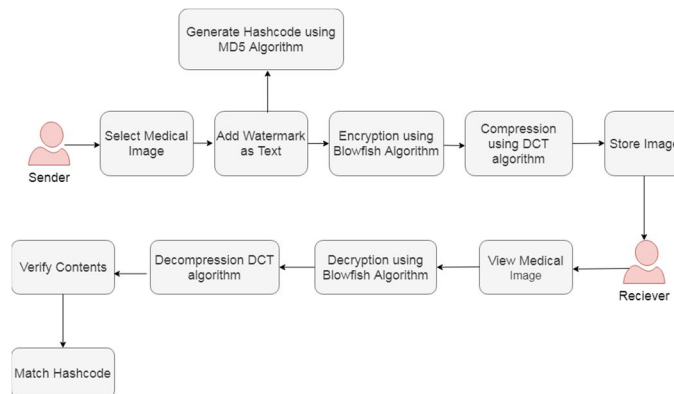 Generate Hashcode using
MD5 Algorithm
Select Medical
Image
Add Watermark
as Text
Encryption using
Blowfish Algorithm
Compression
using DCT
algorithm
Store Image
Sender
Verify Contents
Decompression DCT
algorithm
Decryption using
Blowfish Algorithm
View Medical
Image
Reciever
Match Hashcode